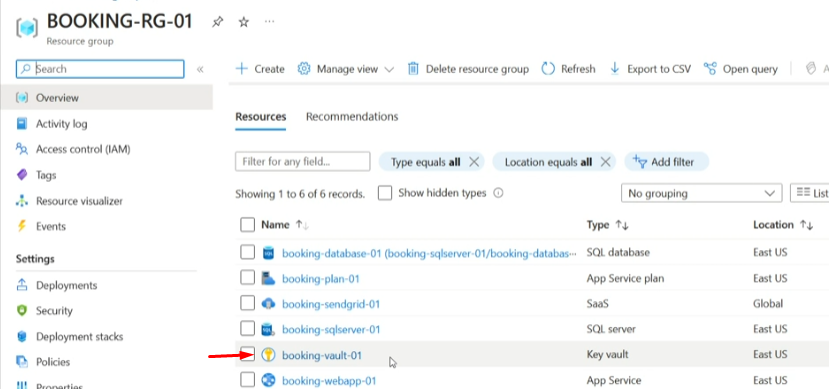 BOOKING-RG-01
Resource group
Search
Create Manage view Delete resource group Refresh Export to CSV Open query
Overview
Activity log
Access control (IAM)
Tags
Resource visualizer
Events
Settings
Deployments
Security
Deployment stacks
Policies
Properties
Resources Recommendations
Filter for any field... Type equals all Location equals all Add filter
Showing 1 to 6 of 6 records. Show hidden types No grouping List
Name Type Location
booking-database-01 (booking-sqlserver-01/booking-databas··· SQL database East US
booking-plan-01 App Service plan East US
booking-sendgrid-01 SaaS Global
booking-sqlserver-01 SQL server East US
booking-vault-01 Key vault East US
booking-webapp-01 App Service East US